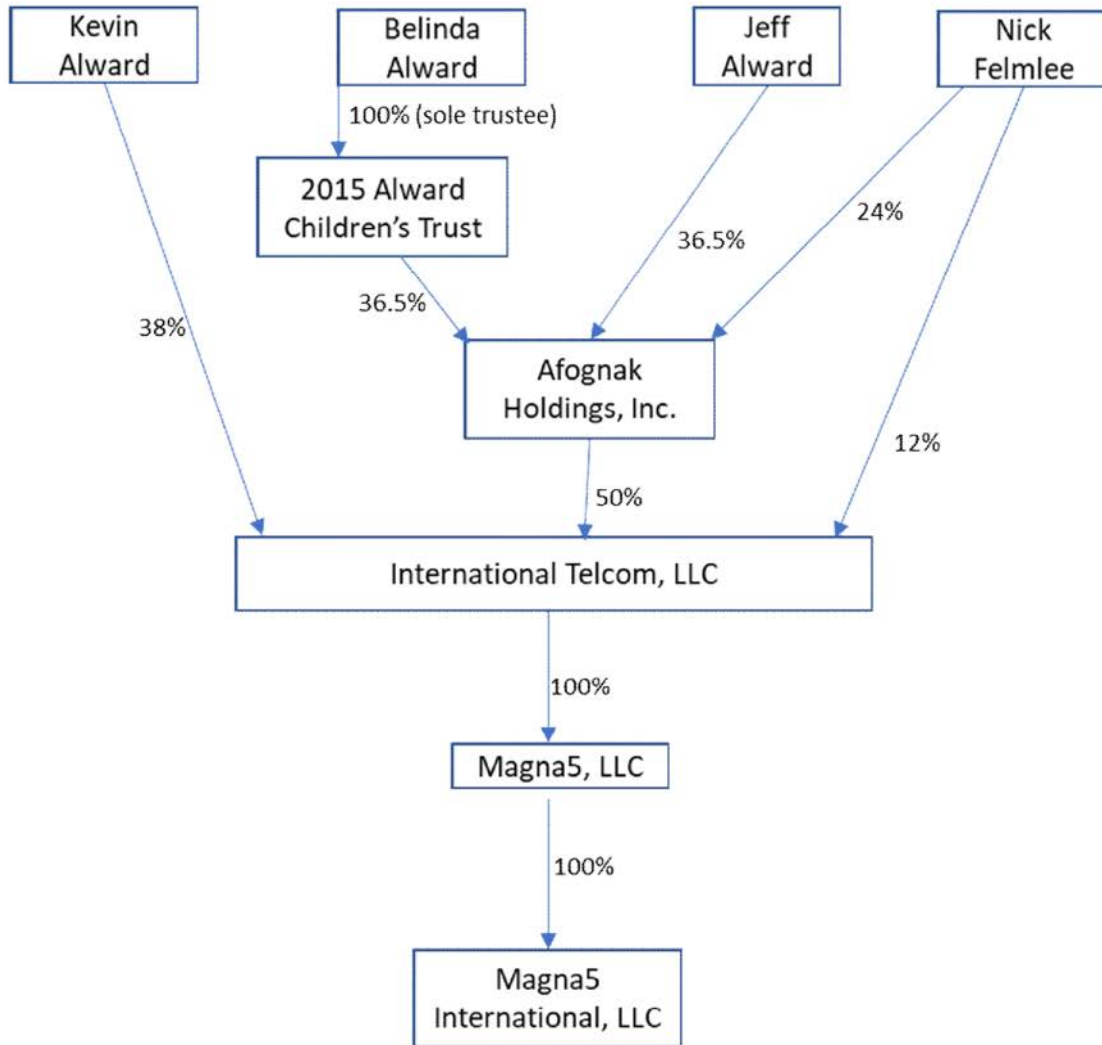 Kevin
Alward
Belinda
Alward
Jeff
Alward
Nick
Felmlee
100% (sole trustee)
2015 Alward
Children's Trust
24%
36.5%
36.5%
38%
Afognak
Holdings, Inc.
12%
50%
International Telcom, LLC
100%
Magna5, LLC
100%
Magna5
International, LLC